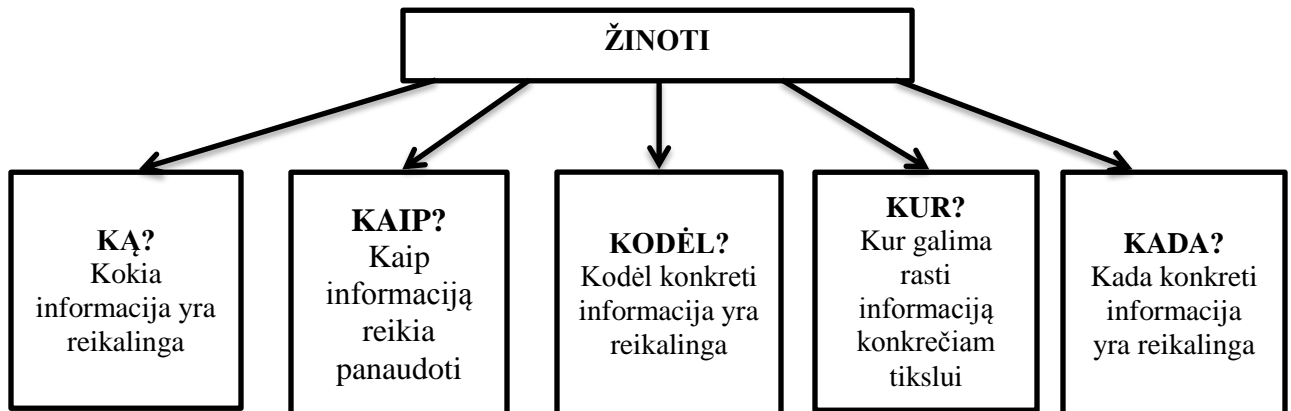 ŽINOTI
KĄ?
Kokia
informacija yra
reikalinga
KAIP?
Kaip
informaciją
reikia
panaudoti
KODĖL?
Kodėl konkreti
informacija yra
reikalinga
KUR?
Kur galima
rasti
informaciją
konkrečiam
tikslui
KADA?
Kada konkreti
informacija
yra reikalinga